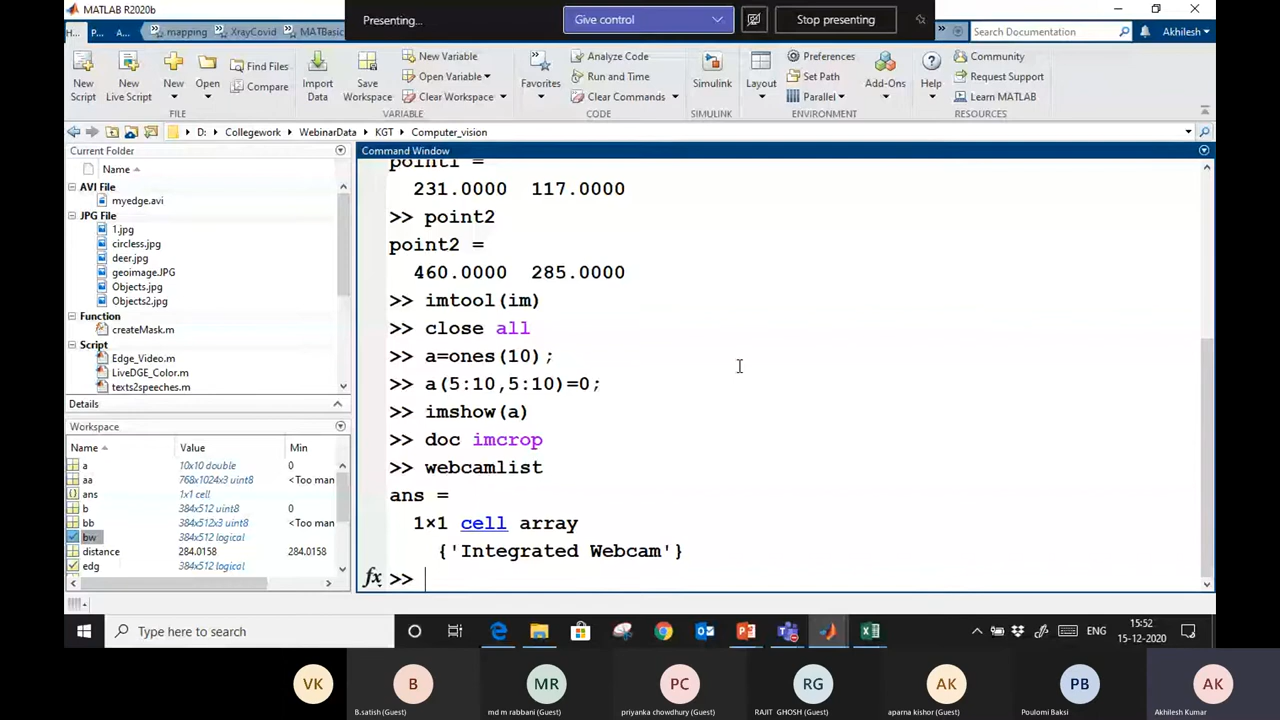 MATLAB R2020b
Presenting...
Give control
Stop presenting
H...
P...
A...
mapping
XrayCovid
MATBasic
Search Documentation
Akhilesh
New Script
New Live Script
New
Open
Find Files
Compare
Import Data
Save Workspace
New Variable
Open Variable
Clear Workspace
Favorites
Analyze Code
Run and Time
Clear Commands
Simulink
Layout
Preferences
Set Path
Parallel
Add-Ons
Help
Community
Request Support
Learn MATLAB
FILE
VARIABLE
CODE
SIMULINK
ENVIRONMENT
RESOURCES
D: Collegework WebinarData KGT Computer_vision
Current Folder
Name
AVI File
myedge.avi
JPG File
1.jpg
circless.jpg
deer.jpg
geoimage.JPG
Objects.jpg
Objects2.jpg
Function
createMask.m
Script
Edge_Video.m
LiveDGE_Color.m
texts2speeches.m
Details
Workspace
Name Value Min
a 10x10 double 0
aa 768x1024x3 uint8 <Too man
ans 1x1 cell
b 384x512 uint8 0
bb 384x512x3 uint8 <Too man
bw 384x512 logical
distance 284.0158 284.0158
edg 384x512 logical
Command Window
point1 =
231.0000 117.0000
>> point2
point2 =
460.0000 285.0000
>> imtool(im)
>> close all
>> a=ones(10);
>> a(5:10,5:10)=0;
>> imshow(a)
>> doc imcrop
>> webcamlist
ans =
1×1 cell array
{'Integrated Webcam'}
fx >>
Type here to search
ENG
15:52
15-12-2020
VK
B
MR
PC
RG
AK
PB
AK
B.satish (Guest)
md m rabbani (Guest)
priyanka chowdhury (Guest)
RAJIT GHOSH (Guest)
aparna kishor (Guest)
Poulomi Baksi
Akhilesh Kumar